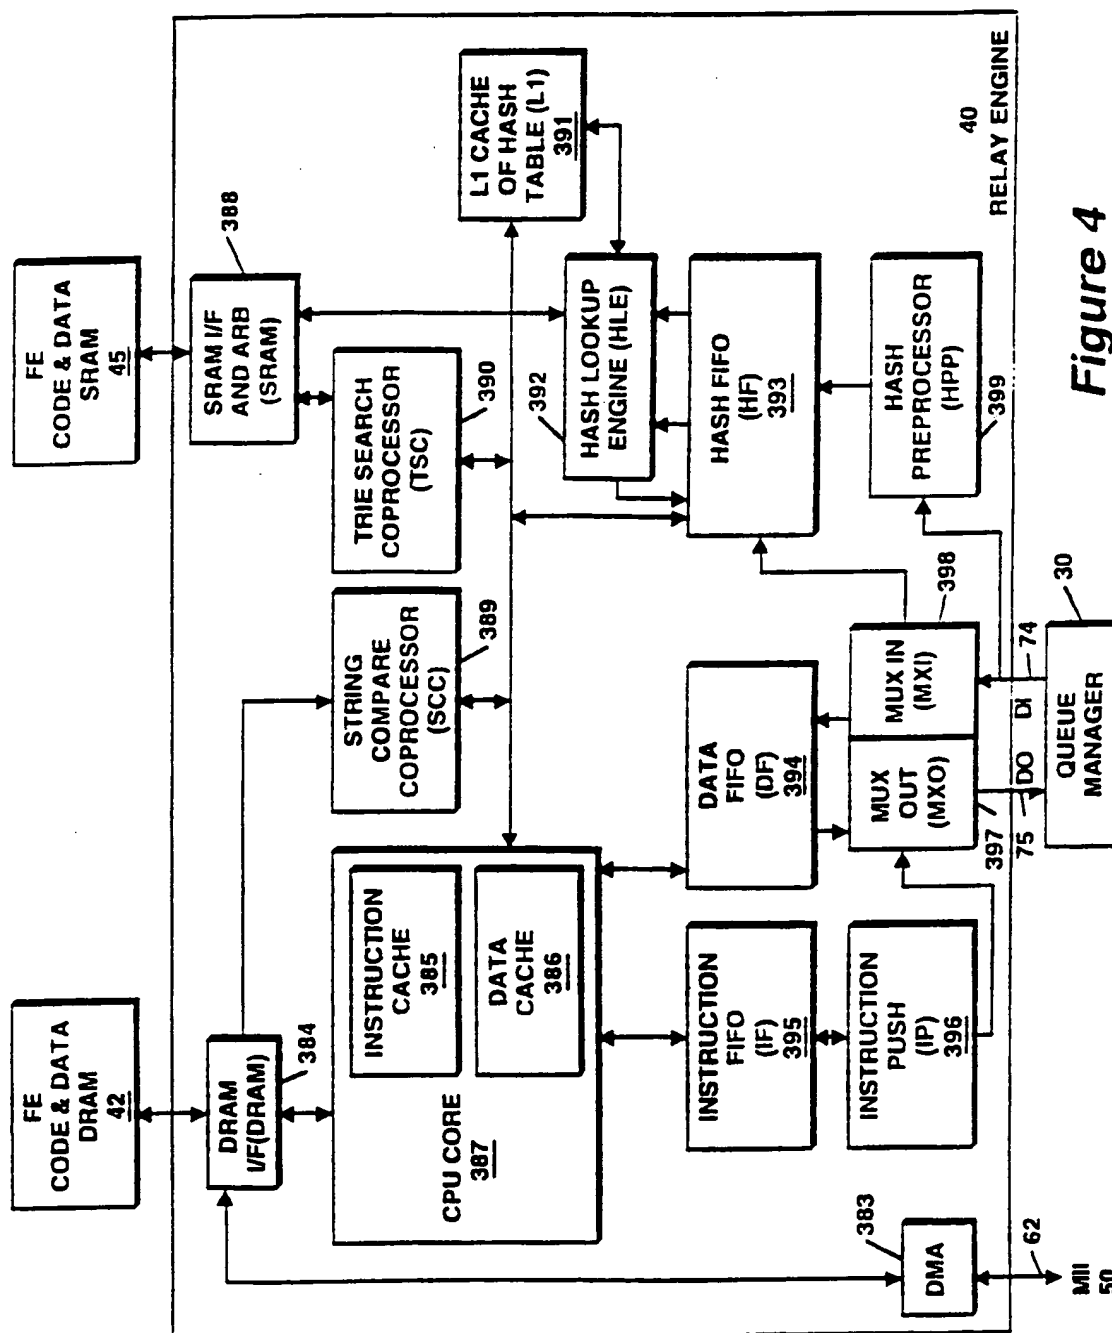 FE
CODE & DATA
DRAM
42
FE
CODE & DATA
SRAM
45
DRAM
I/F(DRAM)
384
SRAM I/F
AND ARB
(SRAM)
388
CPU CORE
387
INSTRUCTION
CACHE
385
DATA
CACHE
386
STRING
COMPARE
COPROCESSOR
(SCC)
389
TRIE SEARCH
COPROCESSOR
(TSC)
390
L1 CACHE
OF HASH
TABLE (L1)
391
392
HASH LOOKUP
ENGINE (HLE)
INSTRUCTION
FIFO
(IF)
395
DATA
FIFO
(DF)
394
HASH FIFO
(HF)
393
INSTRUCTION
PUSH
(IP)
396
MUX
OUT
(MXO)
397
MUX IN
(MXI)
398
HASH
PREPROCESSOR
(HPP)
399
383
DMA
62
MII
50
75
DO
DI
74
QUEUE
MANAGER
30
40
RELAY ENGINE
Figure 4